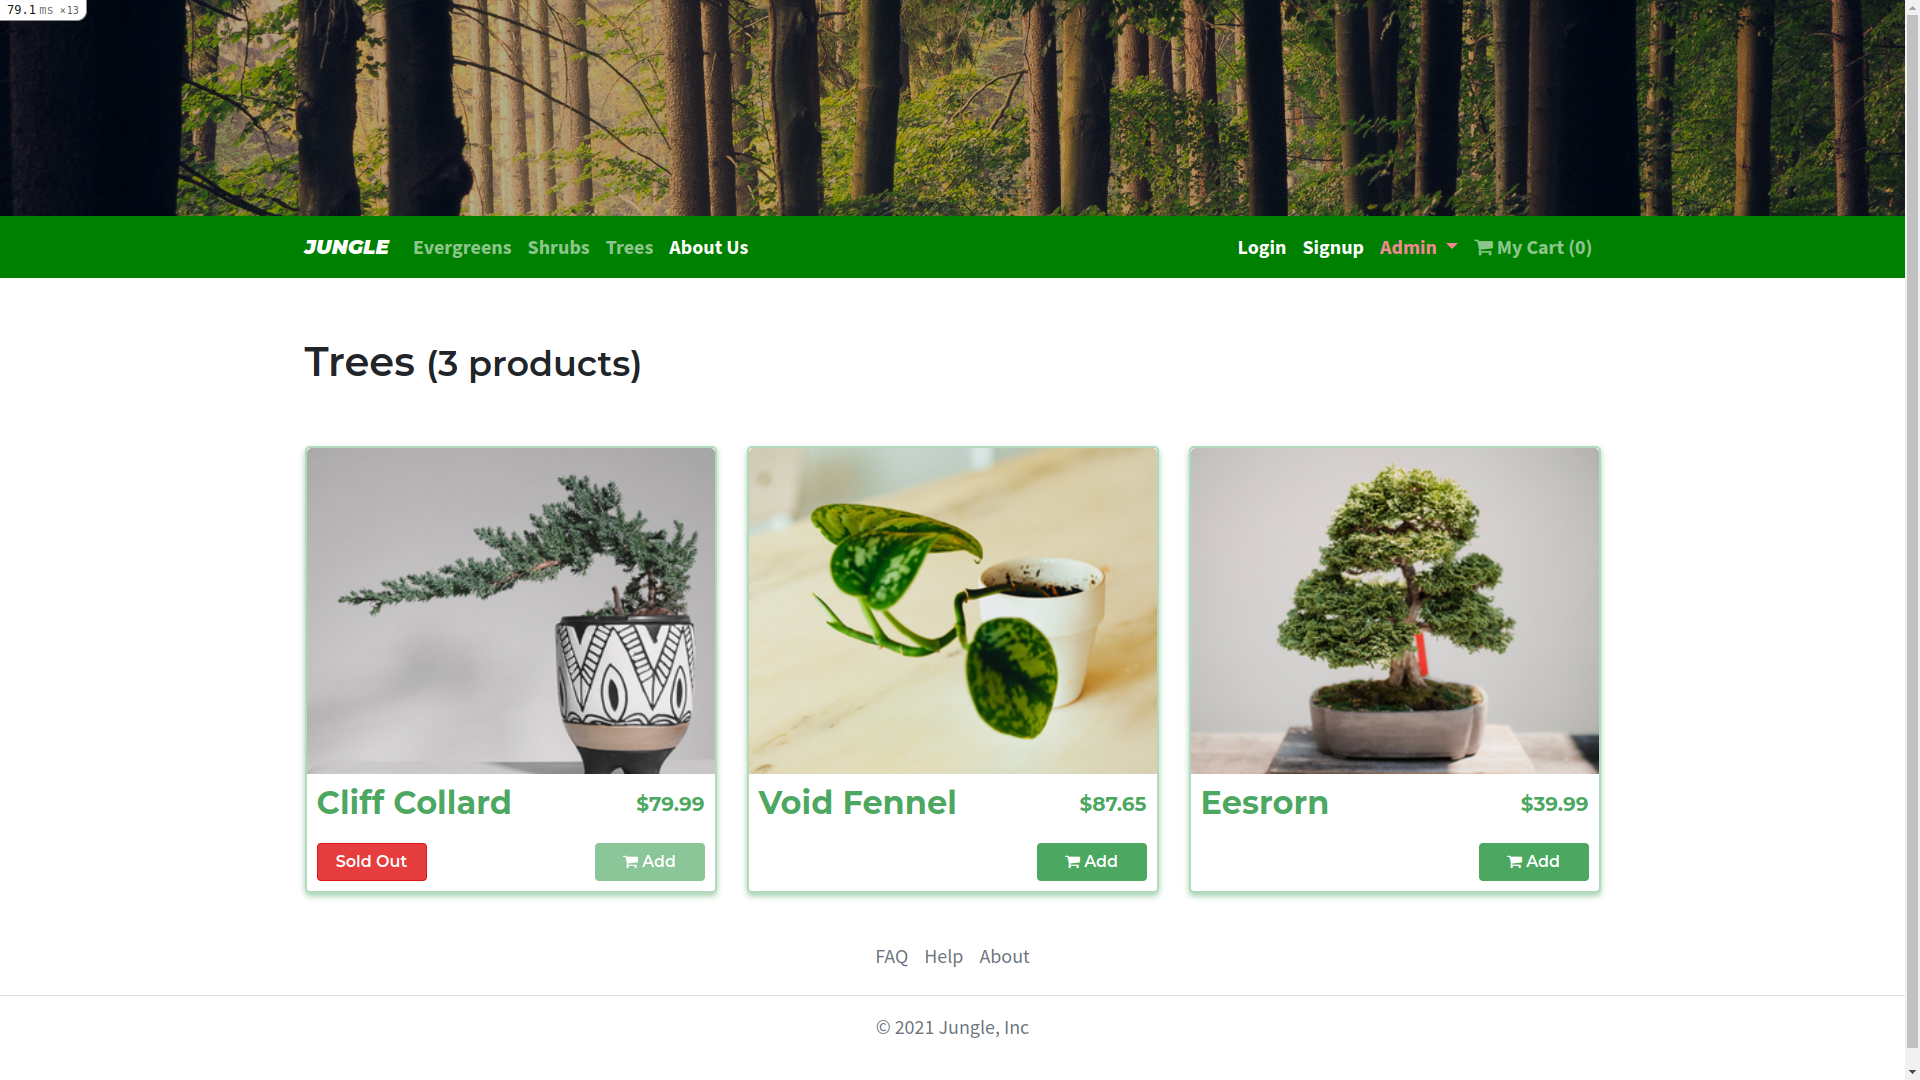 79.1 ms ×13
JUNGLE Evergreens Shrubs Trees About Us Login Signup Admin My Cart (0)
Trees (3 products)
Cliff Collard $79.99
Sold Out Add
Void Fennel $87.65
Add
Eesrorn $39.99
Add
FAQ Help About
© 2021 Jungle, Inc